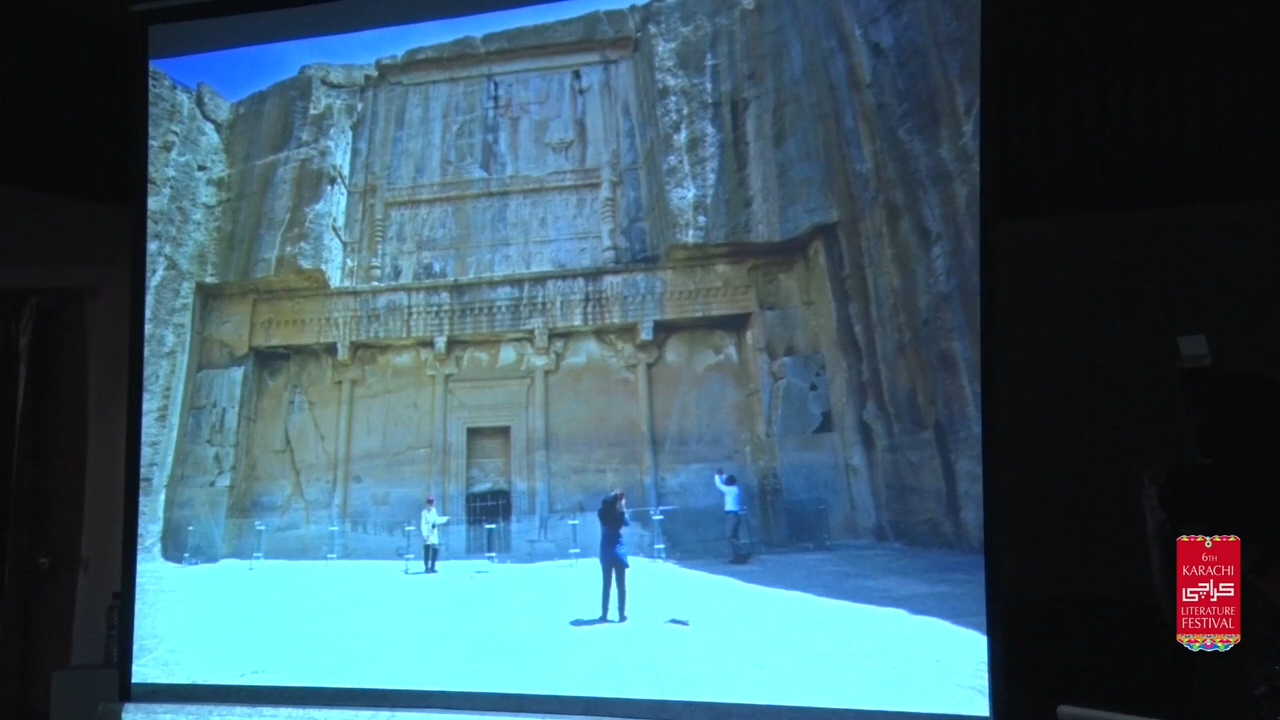 6TH
KARACHI
کراچی
LITERATURE
FESTIVAL